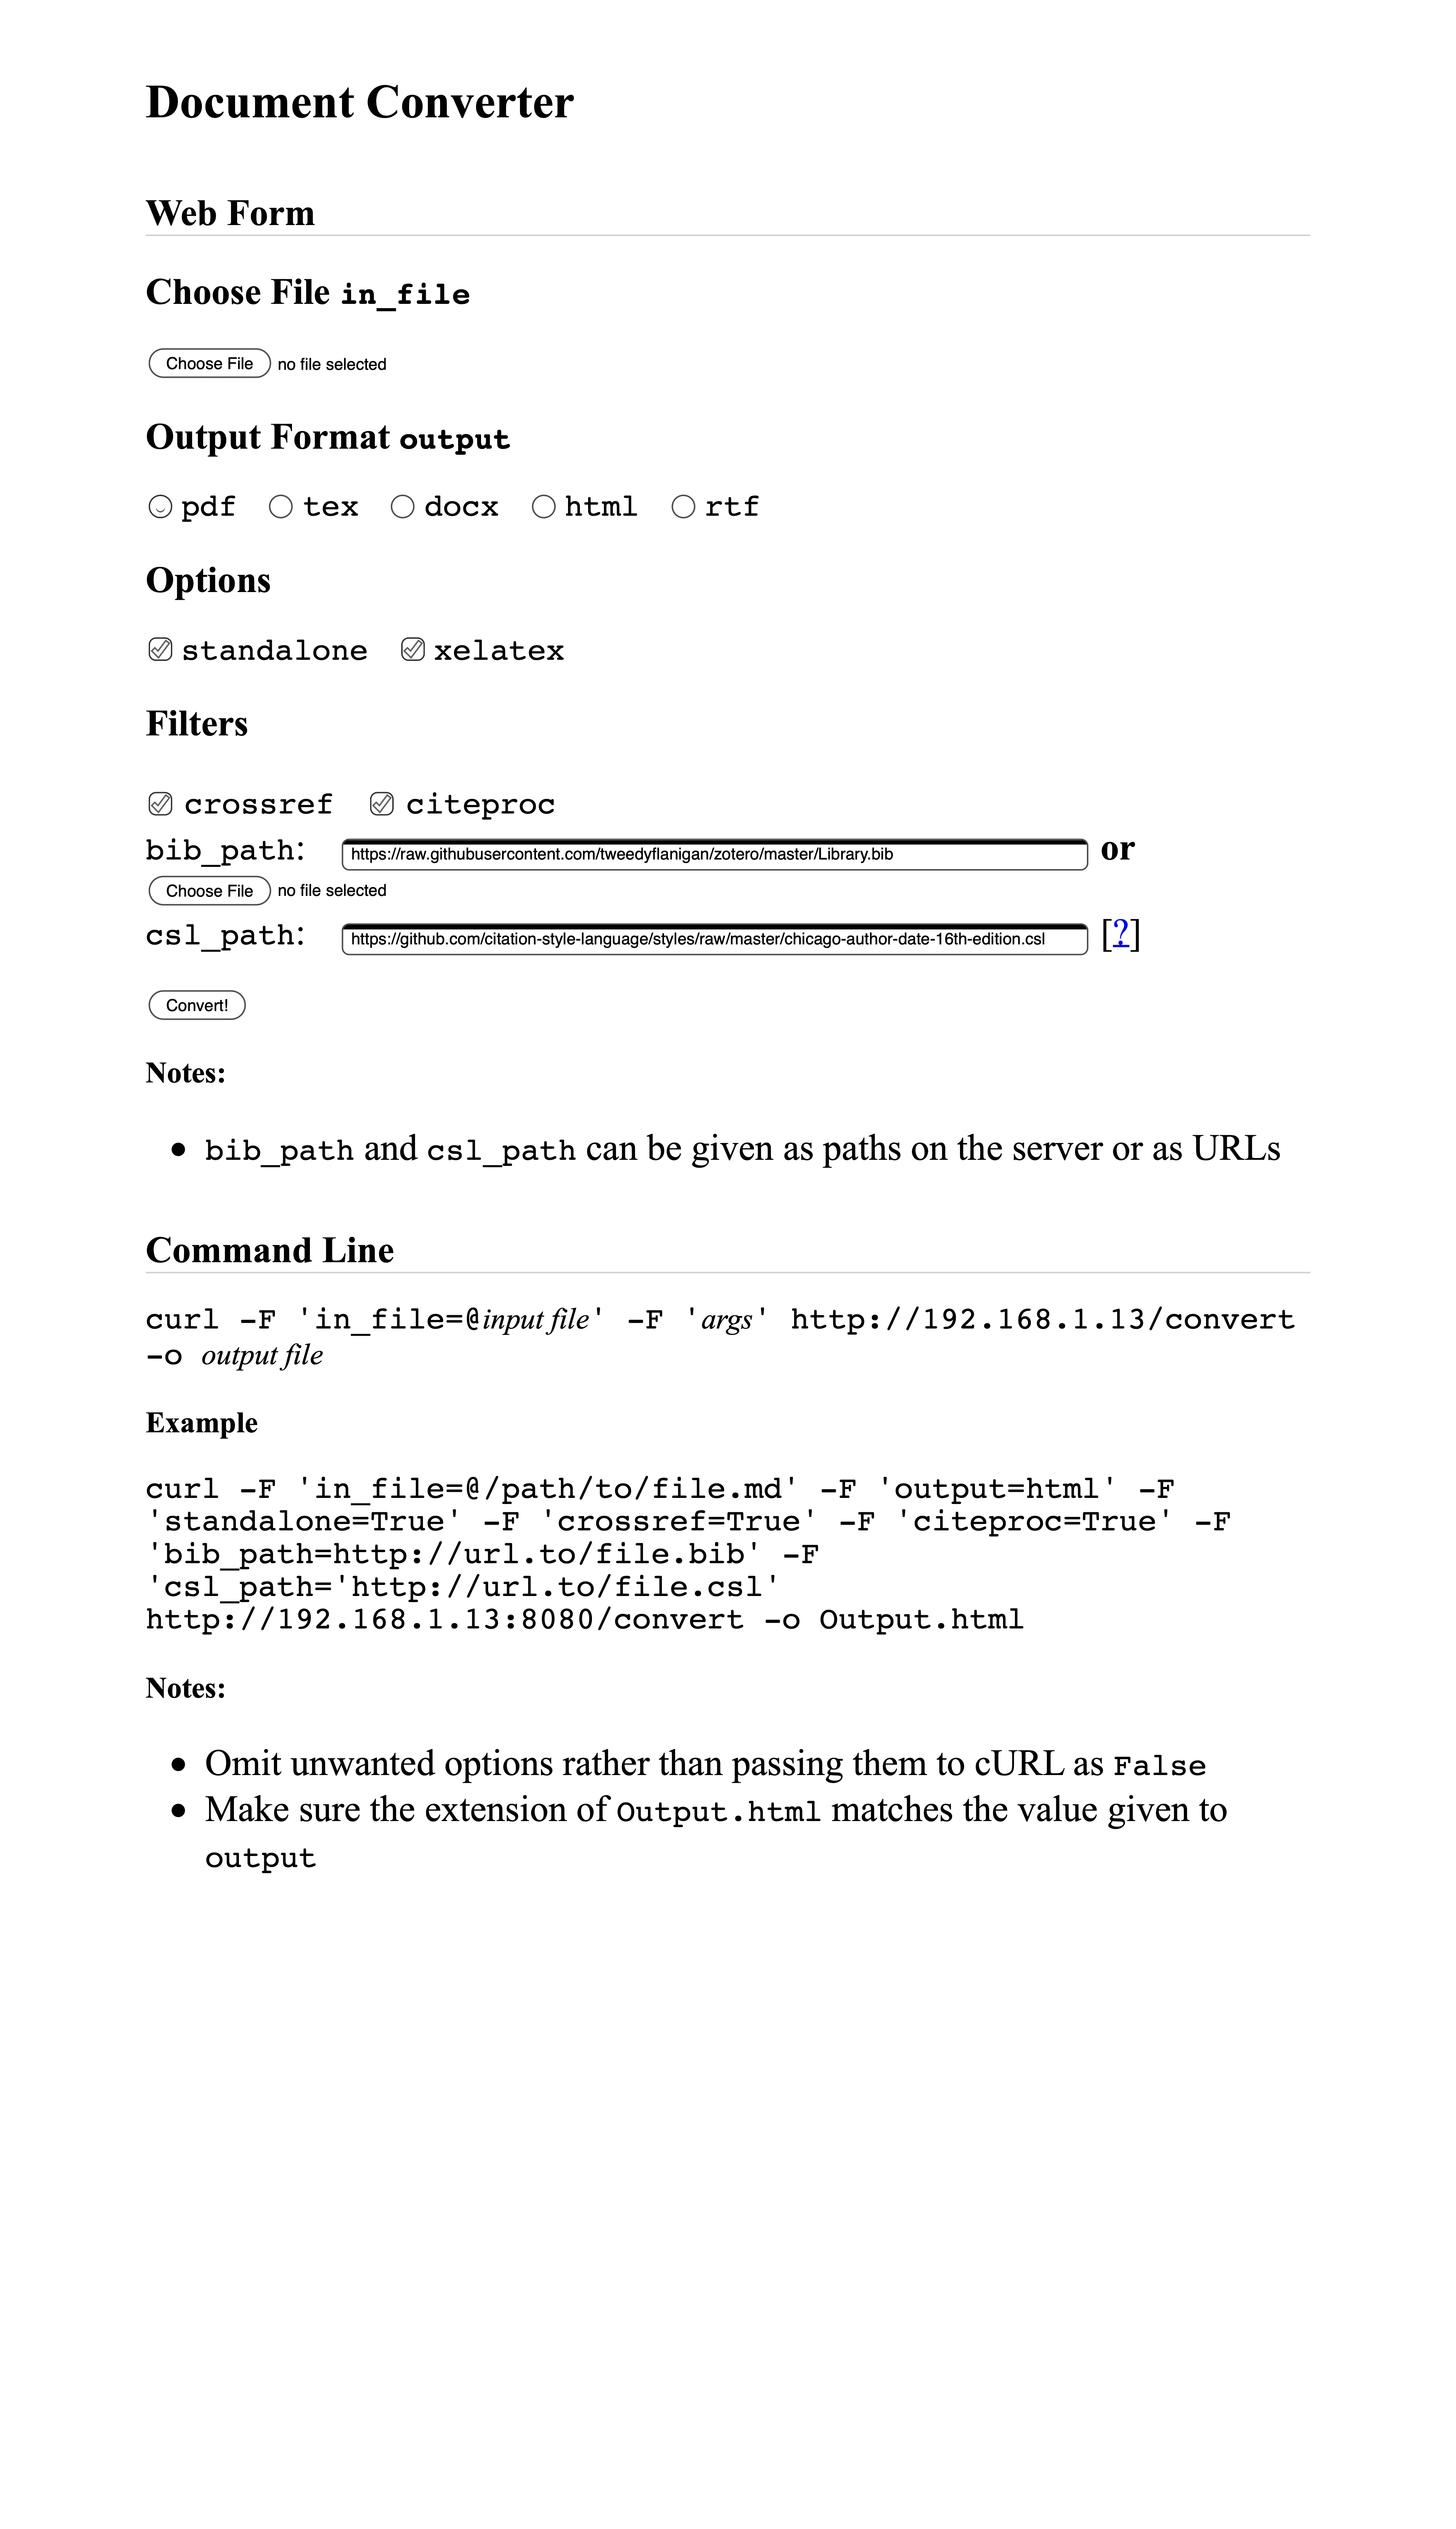 Document Converter
Web Form
Choose File in_file
Choose File no file selected
Output Format output
pdf tex docx html rtf
Options
standalone xelatex
Filters
crossref citeproc
bib_path: https://raw.githubusercontent.com/tweedyflanigan/zotero/master/Library.bib or
Choose File no file selected
csl_path: https://github.com/citation-style-language/styles/raw/master/chicago-author-date-16th-edition.csl [?]
Convert!
Notes:
• bib_path and csl_path can be given as paths on the server or as URLs
Command Line
curl -F 'in_file=@input file' -F 'args' http://192.168.1.13/convert
-o output file
Example
curl -F 'in_file=@/path/to/file.md' -F 'output=html' -F
'standalone=True' -F 'crossref=True' -F 'citeproc=True' -F
'bib_path=http://url.to/file.bib' -F
'csl_path='http://url.to/file.csl'
http://192.168.1.13:8080/convert -o Output.html
Notes:
• Omit unwanted options rather than passing them to cURL as False
• Make sure the extension of Output.html matches the value given to
output